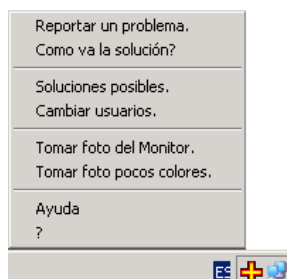 Reportar un problema.
Como va la solución?
Soluciones posibles.
Cambiar usuarios.
Tomar foto del Monitor.
Tomar foto pocos colores.
Ayuda
?
ES